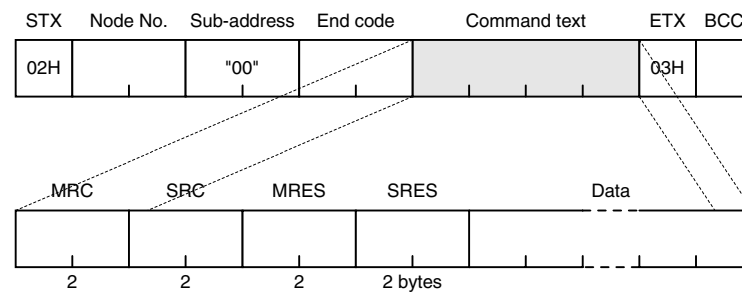 STX Node No. Sub-address End code Command text ETX BCC
02H "00" 03H
MRC SRC MRES SRES Data
2 2 2 2 bytes